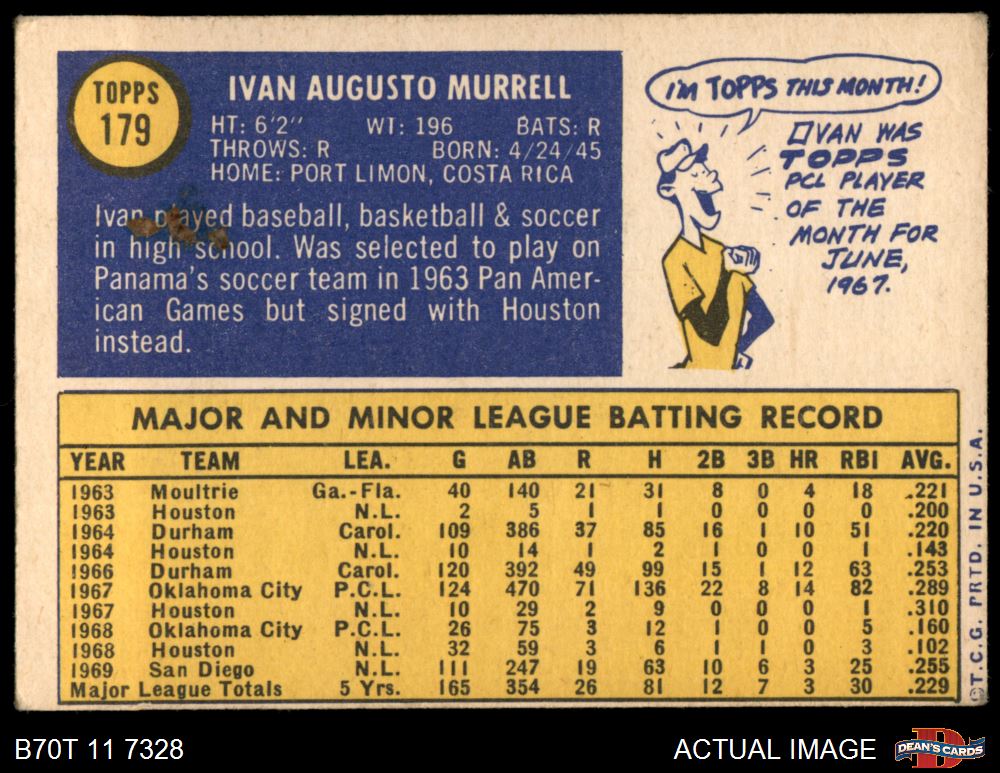 TOPPS
179
IVAN AUGUSTO MURRELL
HT: 6'2" WT: 196 BATS: R
THROWS: R BORN: 4/24/45
HOME: PORT LIMON, COSTA RICA
Ivan played baseball, basketball & soccer
in high school. Was selected to play on
Panama's soccer team in 1963 Pan Amer-
ican Games but signed with Houston
instead.
I'M TOPPS THIS MONTH!
IVAN WAS
TOPPS
PCL PLAYER
OF THE
MONTH FOR
JUNE,
1967.
MAJOR AND MINOR LEAGUE BATTING RECORD
YEAR TEAM LEA. G AB R H 2B 3B HR RBI AVG.
1963 Moultrie Ga.-Fla. 40 140 21 31 8 0 4 18 .221
1963 Houston N.L. 2 5 1 1 0 0 0 0 .200
1964 Durham Carol. 109 386 37 85 16 1 10 51 .220
1964 Houston N.L. 10 14 1 2 1 0 0 1 .143
1966 Durham Carol. 120 392 49 99 15 1 12 63 .253
1967 Oklahoma City P.C.L. 124 470 71 136 22 8 14 82 .289
1967 Houston N.L. 10 29 2 9 0 0 0 1 .310
1968 Oklahoma City P.C.L. 26 75 3 12 1 0 0 5 .160
1968 Houston N.L. 32 59 3 6 1 1 0 3 .102
1969 San Diego N.L. 111 247 19 63 10 6 3 25 .255
Major League Totals 5 Yrs. 165 354 26 81 12 7 3 30 .229
©T.C.G. PRTD. IN U.S.A.
B70T 11 7328
ACTUAL IMAGE
D
DEAN'S CARDS